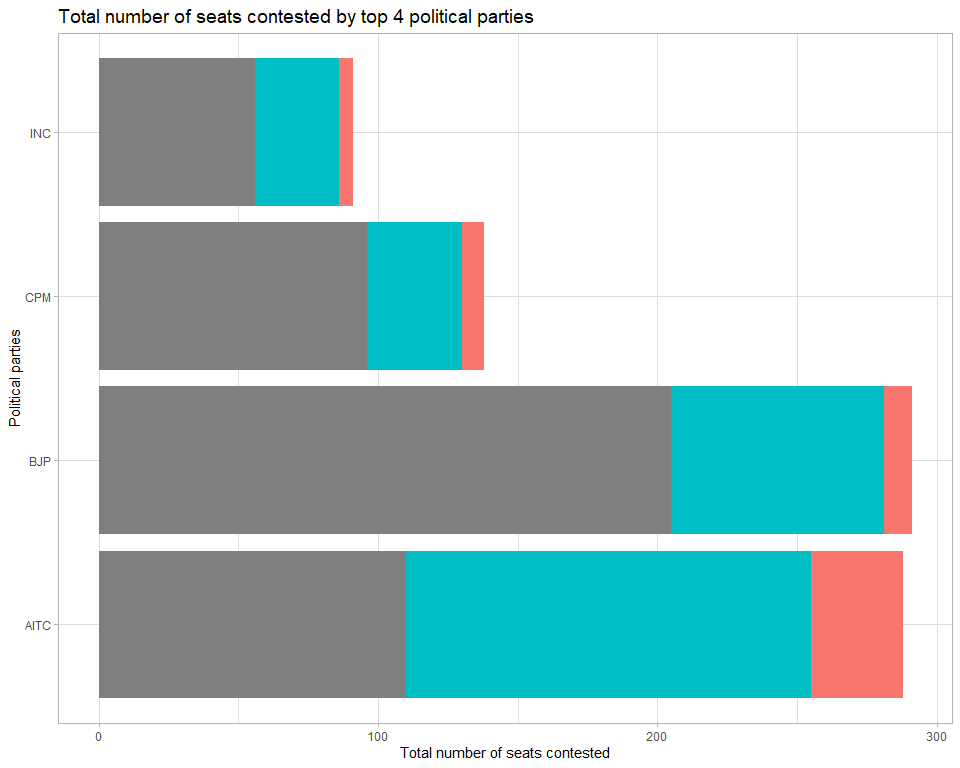 Total number of seats contested by top 4 political parties
Political parties
INC
CPM
BJP
AITC
0 100 200 300
Total number of seats contested